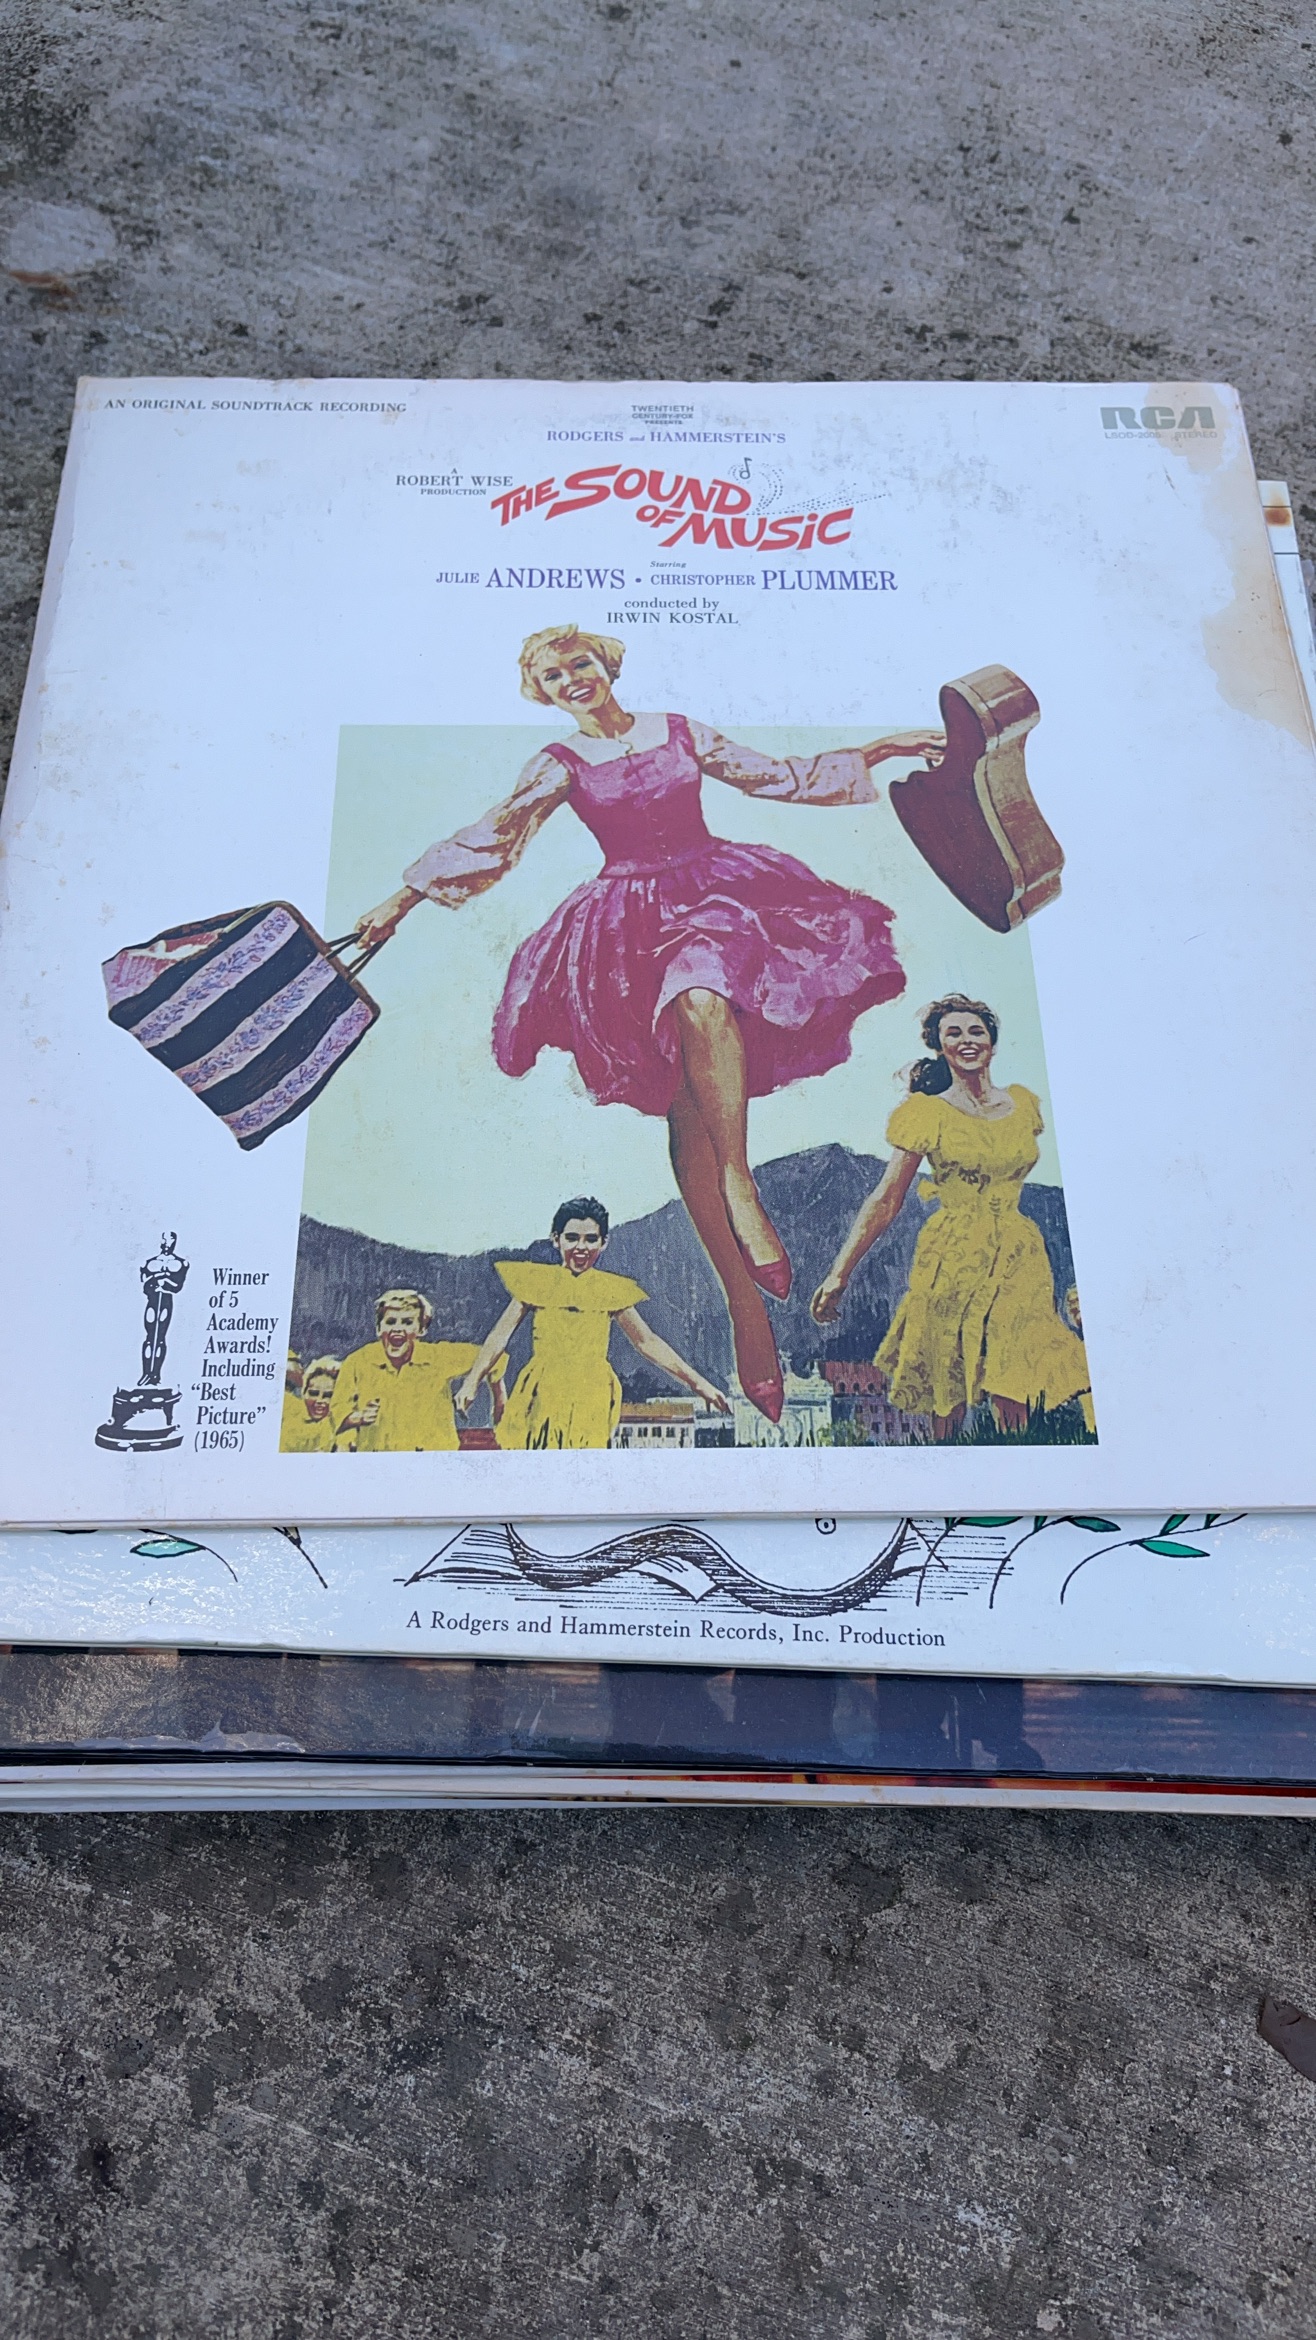 AN ORIGINAL SOUNDTRACK RECORDING
TWENTIETH
CENTURY-FOX
PRESENTS
RCA
LSOD-2005 STEREO
RODGERS and HAMMERSTEIN'S
A
ROBERT WISE
PRODUCTION
THE SOUND
OF MUSIC
Starring
JULIE ANDREWS • CHRISTOPHER PLUMMER
conducted by
IRWIN KOSTAL
Winner
of 5
Academy
Awards!
Including
"Best
Picture"
(1965)
A Rodgers and Hammerstein Records, Inc. Production